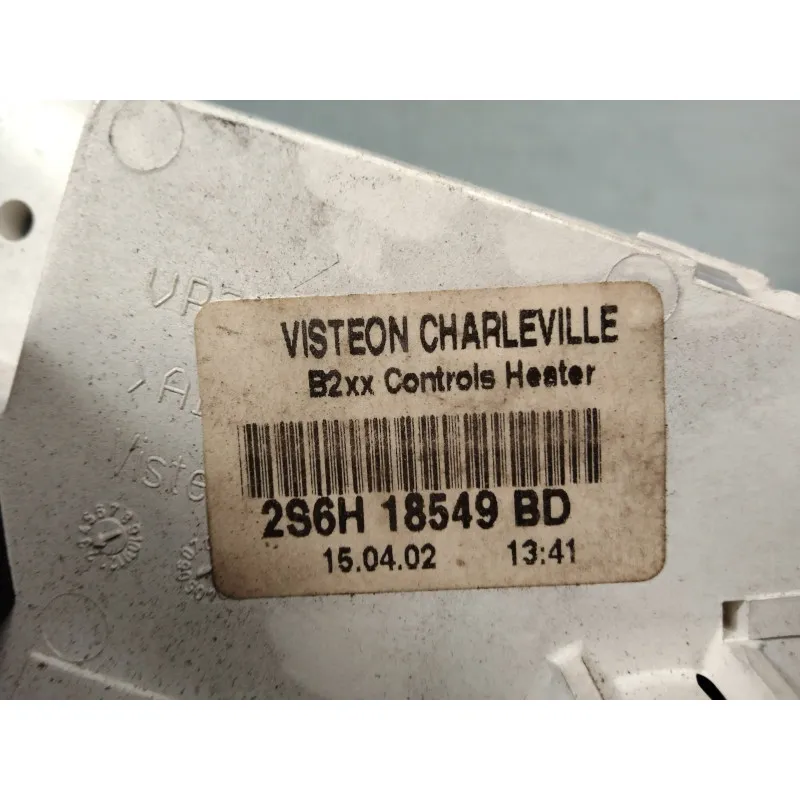 VISTEON CHARLEVILLE
B2xx Controls Heater
2S6H 18549 BD
15.04.02 13:41